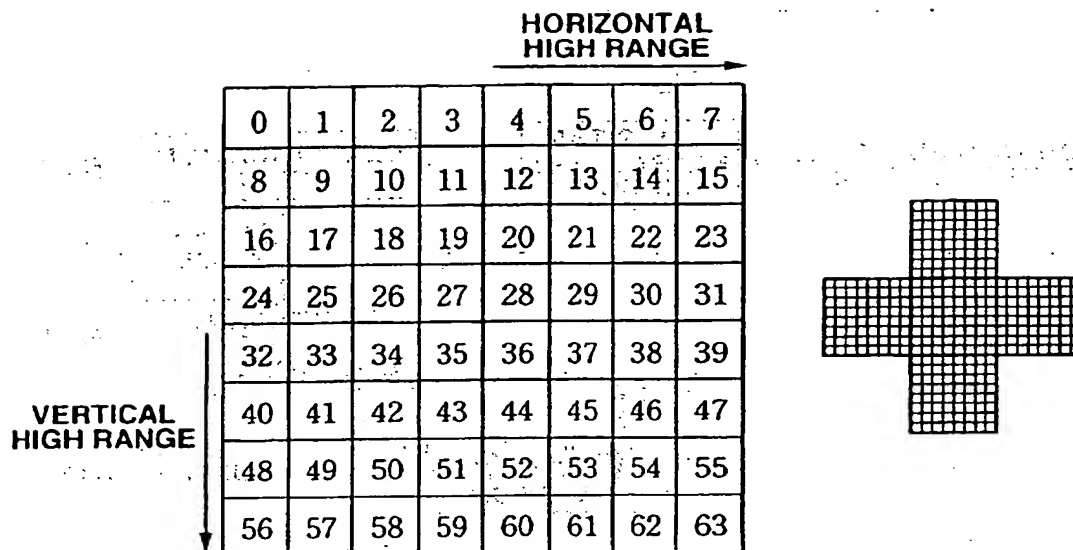 HORIZONTAL
HIGH RANGE
0 1 2 3 4 5 6 7
8 9 10 11 12 13 14 15
16 17 18 19 20 21 22 23
24 25 26 27 28 29 30 31
32 33 34 35 36 37 38 39
40 41 42 43 44 45 46 47
48 49 50 51 52 53 54 55
56 57 58 59 60 61 62 63
VERTICAL
HIGH RANGE